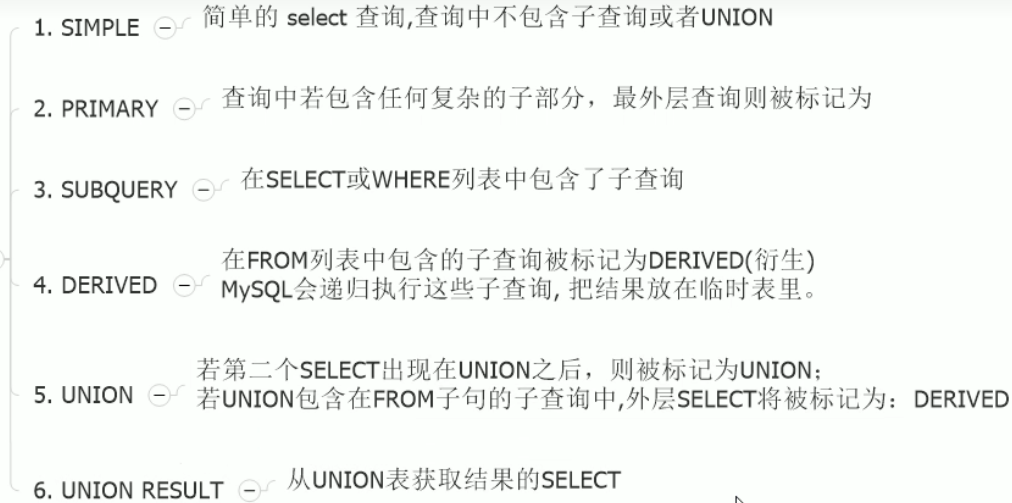 1. SIMPLE 简单的 select 查询,查询中不包含子查询或者UNION
2. PRIMARY 查询中若包含任何复杂的子部分，最外层查询则被标记为
3. SUBQUERY 在SELECT或WHERE列表中包含了子查询
4. DERIVED 在FROM列表中包含的子查询被标记为DERIVED(衍生)
MySQL会递归执行这些子查询, 把结果放在临时表里。
5. UNION 若第二个SELECT出现在UNION之后，则被标记为UNION；
若UNION包含在FROM子句的子查询中,外层SELECT将被标记为：DERIVED
6. UNION RESULT 从UNION表获取结果的SELECT